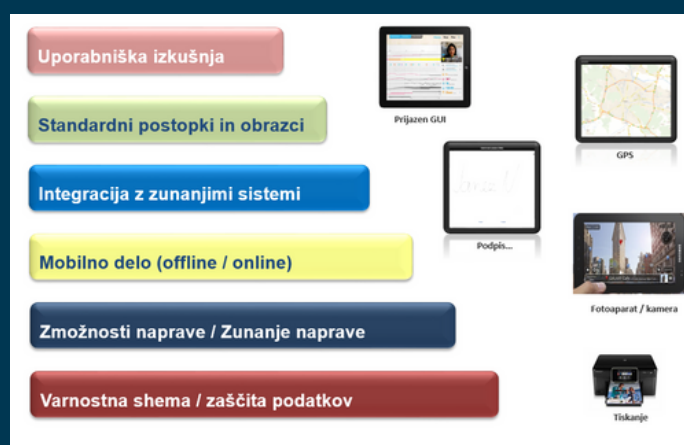 Uporabniška izkušnja
Standardni postopki in obrazci
Integracija z zunanjimi sistemi
Mobilno delo (offline / online)
Zmožnosti naprave / Zunanje naprave
Varnostna shema / zaščita podatkov
Prijazen GUI
GPS
Podpis...
Fotoaparat / kamera
Tiskanje